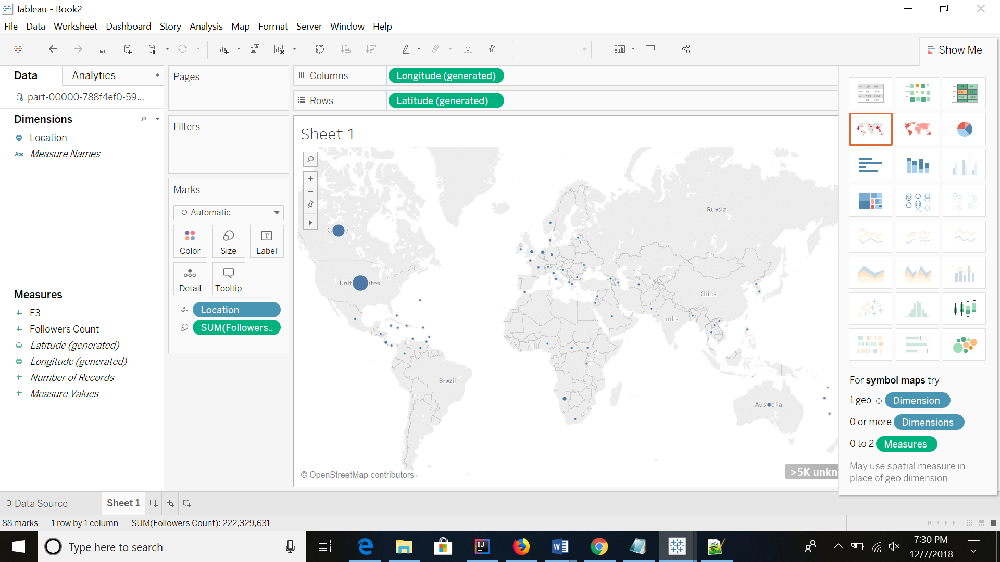 Tableau - Book2
File Data Worksheet Dashboard Story Analysis Map Format Server Window Help
Show Me
Data Analytics
part-00000-788f4ef0-59...
Dimensions
Location
Abc Measure Names
Measures
F3
Followers Count
Latitude (generated)
Longitude (generated)
Number of Records
Measure Values
Pages
Filters
Marks
Automatic
Color Size Label
Detail Tooltip
Location
SUM(Followers..
Columns Longitude (generated)
Rows Latitude (generated)
Sheet 1
Russia
China
India
Brazil
Australia
© OpenStreetMap contributors
>5K unkn
For symbol maps try
1 geo Dimension
0 or more Dimensions
0 to 2 Measures
May use spatial measure in
place of geo dimension
Data Source Sheet 1
88 marks 1 row by 1 column SUM(Followers Count): 222,329,631
Type here to search
7:30 PM
12/7/2018